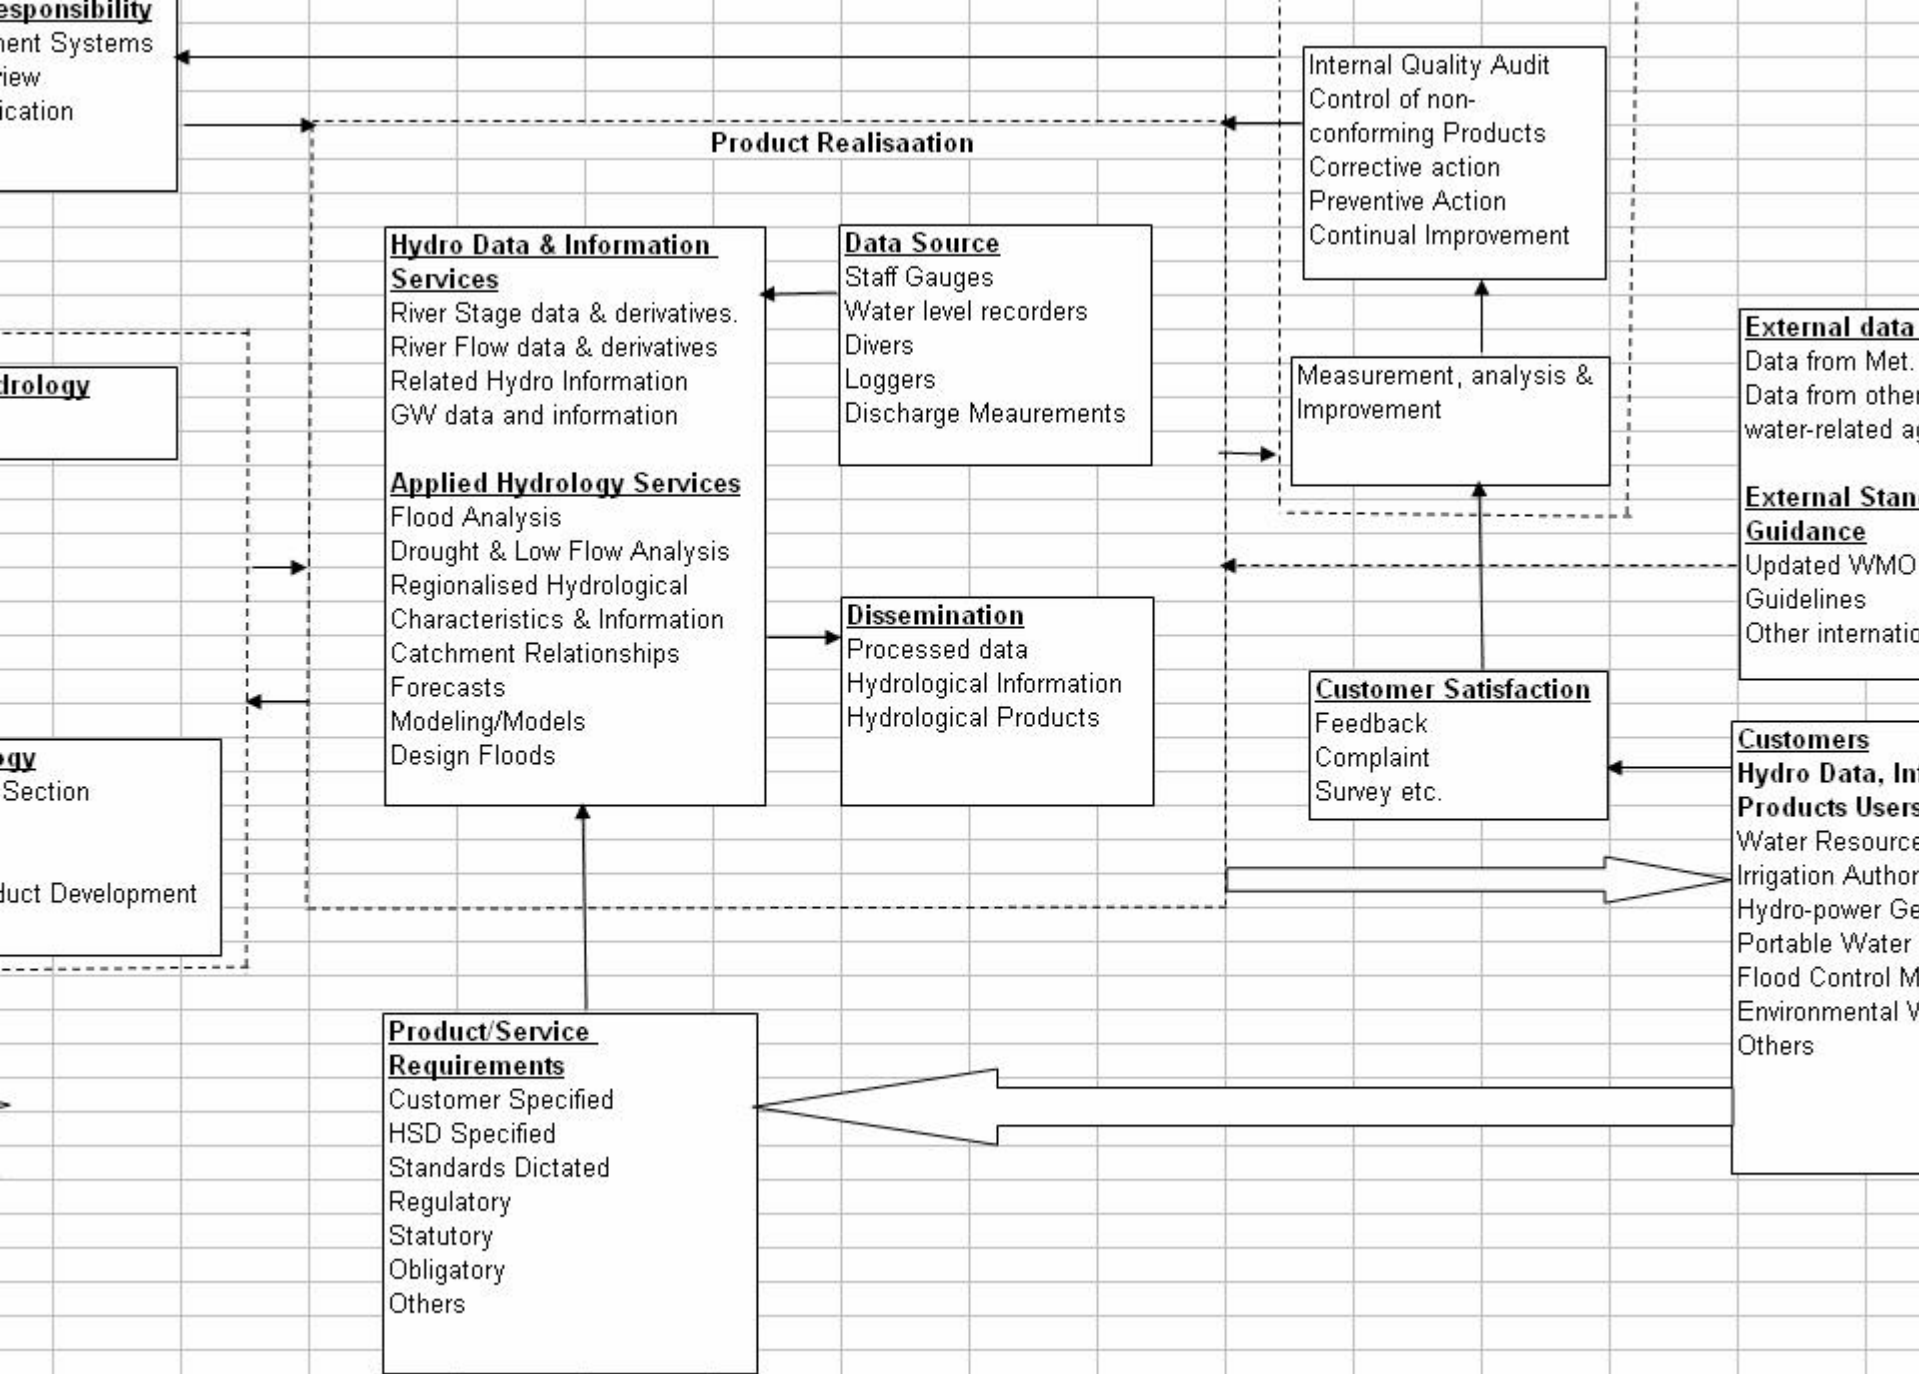 esponsibility
ment Systems
view
ication
Product Realisaation
Hydro Data & Information
Services
River Stage data & derivatives.
River Flow data & derivatives
Related Hydro Information
GW data and information
Applied Hydrology Services
Flood Analysis
Drought & Low Flow Analysis
Regionalised Hydrological
Characteristics & Information
Catchment Relationships
Forecasts
Modeling/Models
Design Floods
Data Source
Staff Gauges
Water level recorders
Divers
Loggers
Discharge Meaurements
Dissemination
Processed data
Hydrological Information
Hydrological Products
Internal Quality Audit
Control of non-
conforming Products
Corrective action
Preventive Action
Continual Improvement
Measurement, analysis &
Improvement
Customer Satisfaction
Feedback
Complaint
Survey etc.
External data
Data from Met.
Data from other
water-related
External
Guidance
Updated WMO
Guidelines
Other
Customers
Hydro Data,
Products Users
Water Resource
Irrigation
Hydro-power
Portable Water
Flood Control
Environmental
Others
drology
ogy
Section
duct Development
Product/Service
Requirements
Customer Specified
HSD Specified
Standards Dictated
Regulatory
Statutory
Obligatory
Others